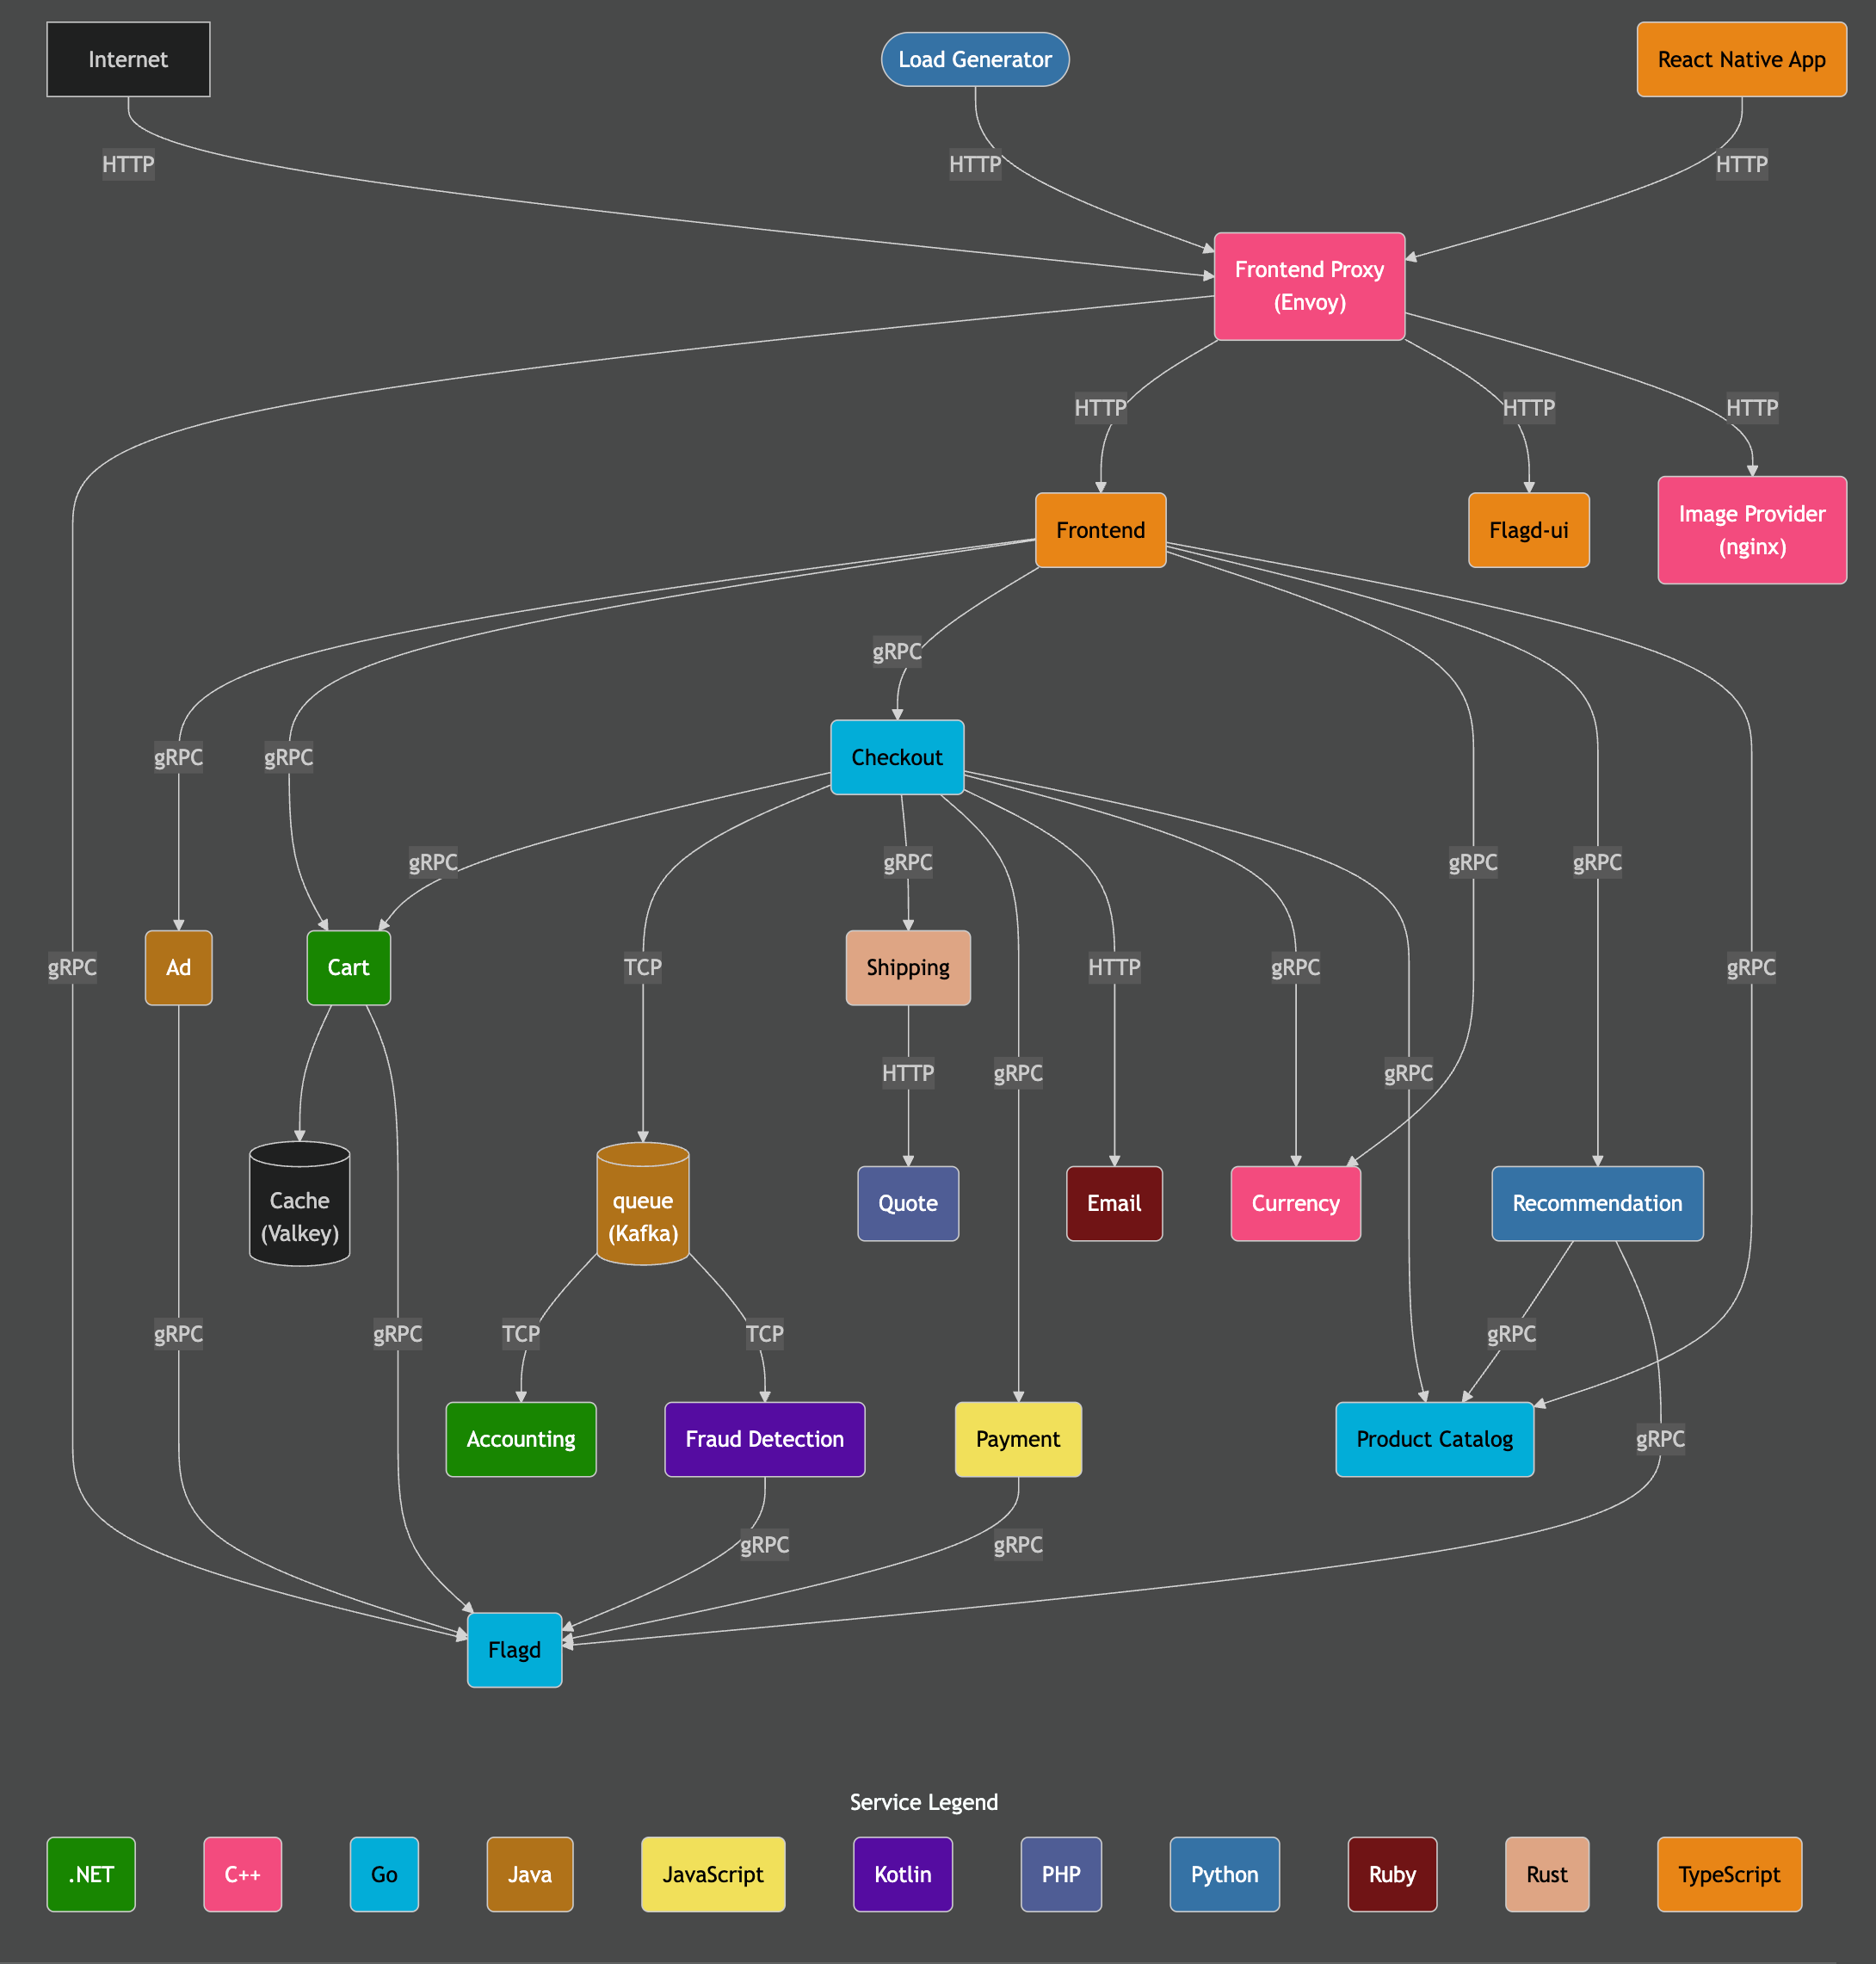 Internet
Load Generator
React Native App
HTTP
HTTP
HTTP
Frontend Proxy
(Envoy)
HTTP
HTTP
HTTP
Frontend
Flagd-ui
Image Provider
(nginx)
gRPC
Checkout
gRPC
gRPC
gRPC
gRPC
gRPC
gRPC
gRPC
Ad
Cart
TCP
Shipping
HTTP
gRPC
gRPC
HTTP
gRPC
gRPC
Cache
(Valkey)
queue
(Kafka)
Quote
Email
Currency
Recommendation
gRPC
gRPC
TCP
TCP
gRPC
Accounting
Fraud Detection
Payment
Product Catalog
gRPC
gRPC
gRPC
Flagd
Service Legend
.NET
C++
Go
Java
JavaScript
Kotlin
PHP
Python
Ruby
Rust
TypeScript